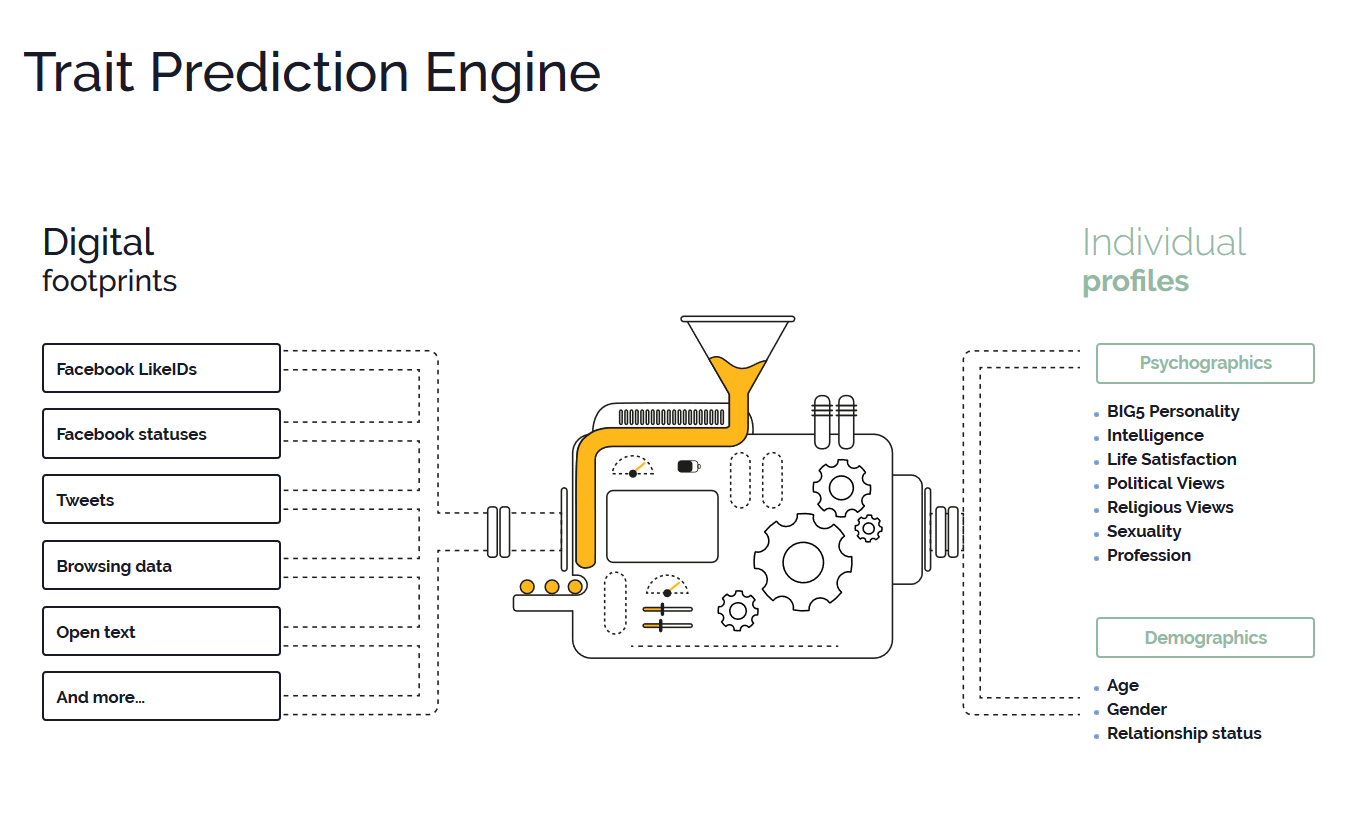 Trait Prediction Engine
Digital
footprints
Facebook LikeIDs
Facebook statuses
Tweets
Browsing data
Open text
And more...
Individual
profiles
Psychographics
BIG5 Personality
Intelligence
Life Satisfaction
Political Views
Religious Views
Sexuality
Profession
Demographics
Age
Gender
Relationship status